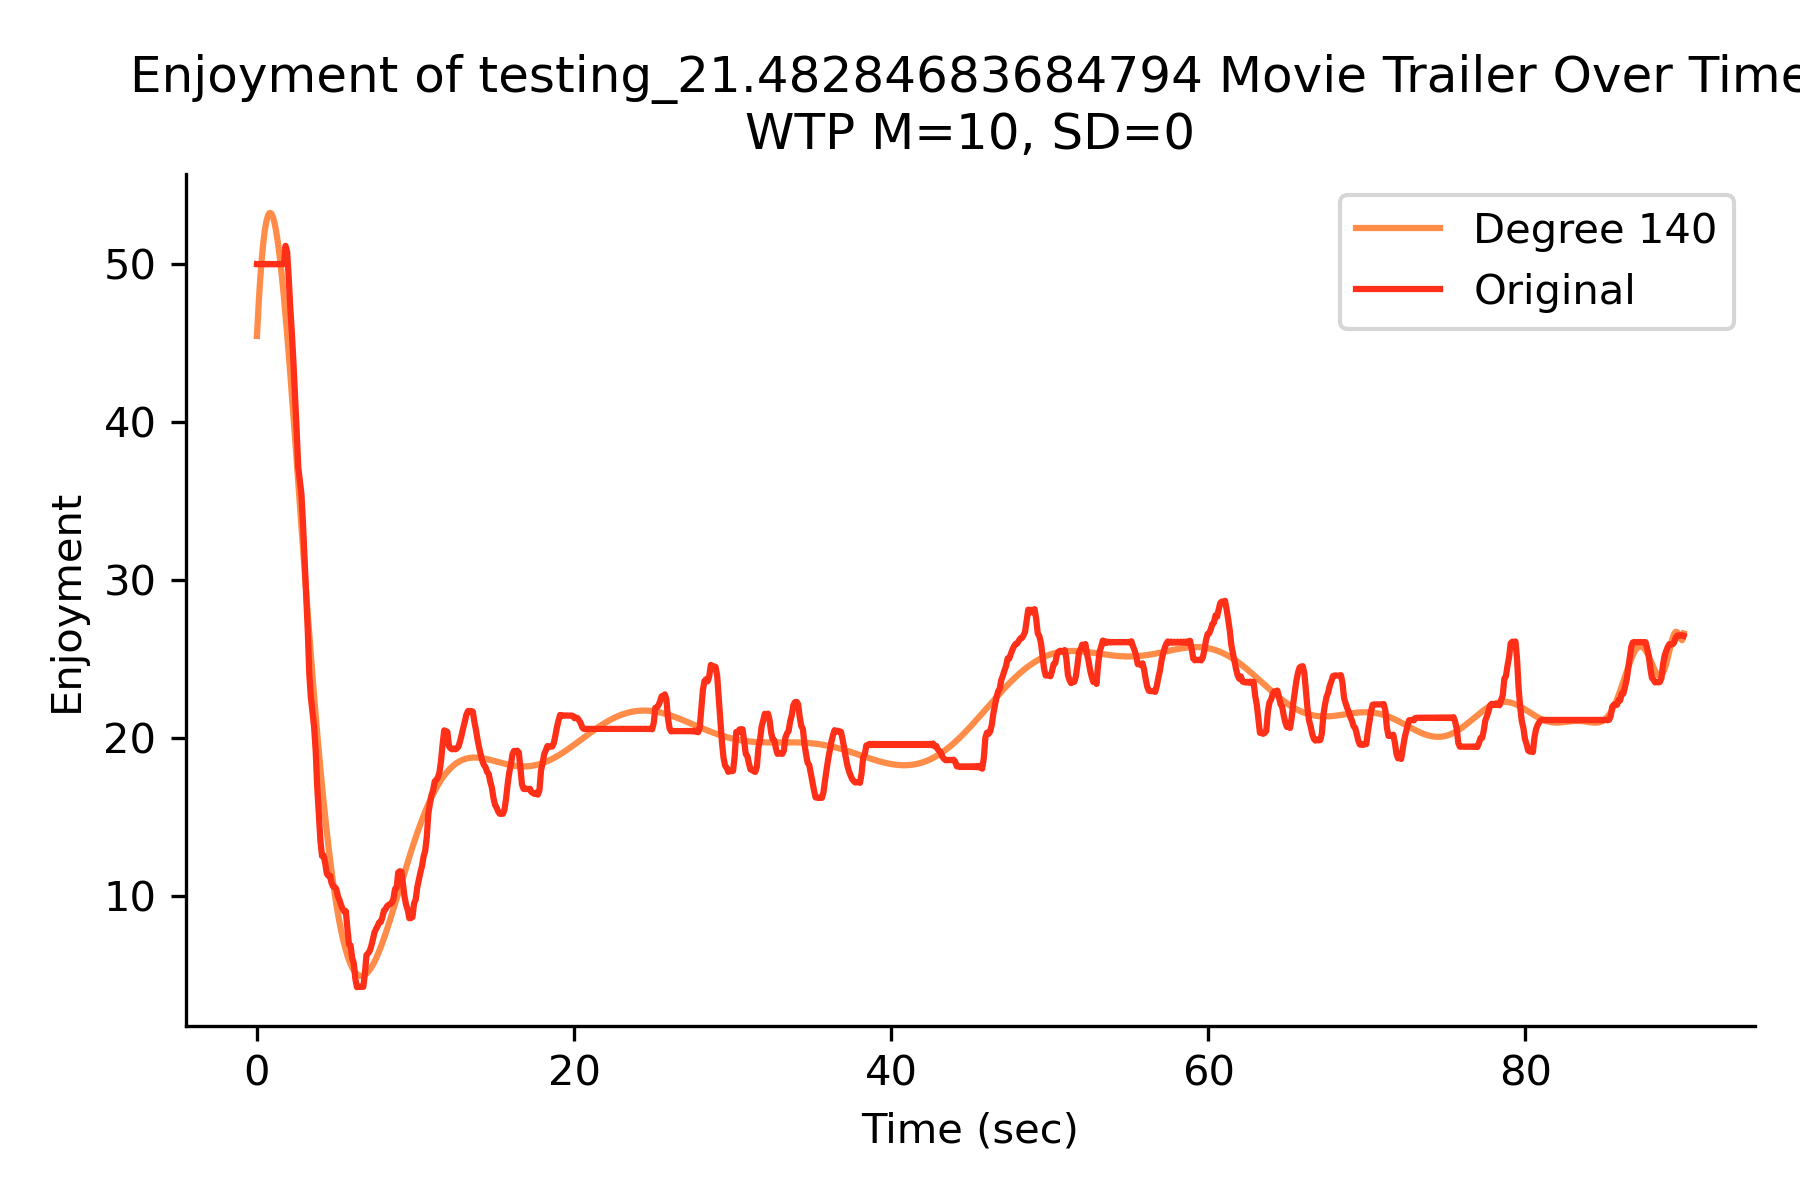 Enjoyment of testing_21.48284683684794 Movie Trailer Over Time
WTP M=10, SD=0
Degree 140
Original
Enjoyment
50
40
30
20
10
0
20
40
60
80
Time (sec)